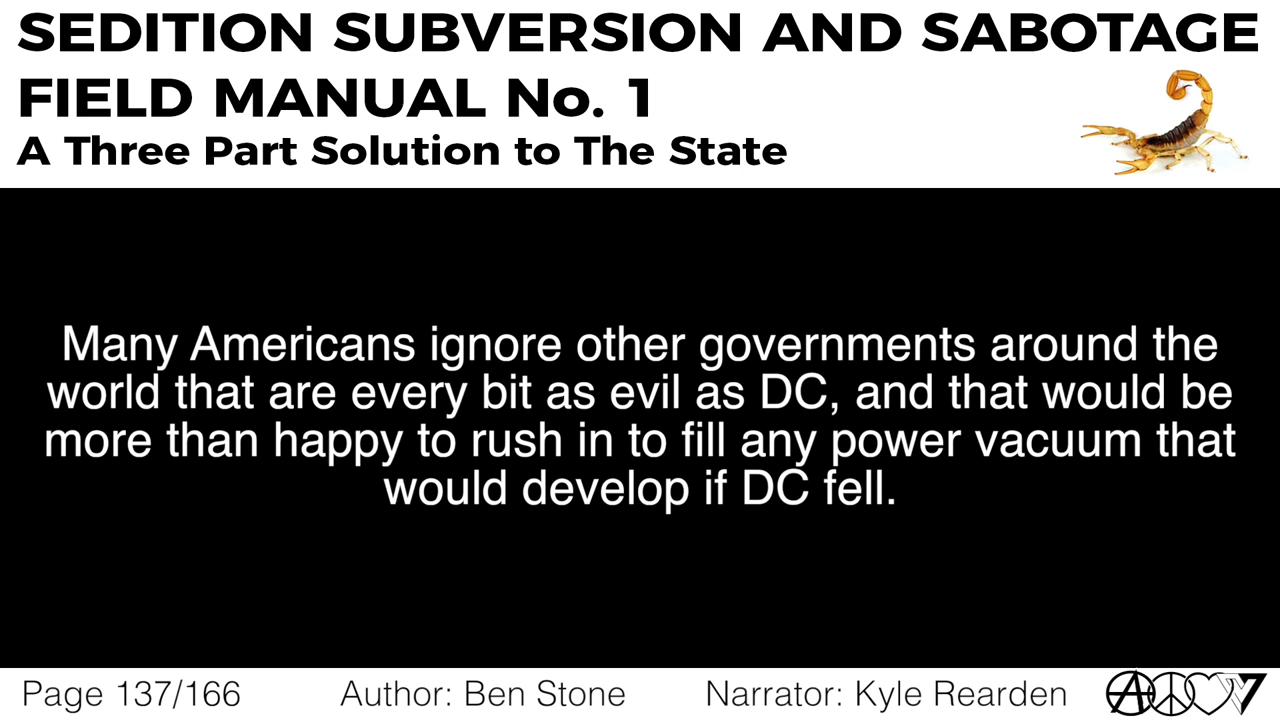 SEDITION SUBVERSION AND SABOTAGE
FIELD MANUAL No. 1
A Three Part Solution to The State
Many Americans ignore other governments around the
world that are every bit as evil as DC, and that would be
more than happy to rush in to fill any power vacuum that
would develop if DC fell.
Page 137/166 Author: Ben Stone Narrator: Kyle Rearden